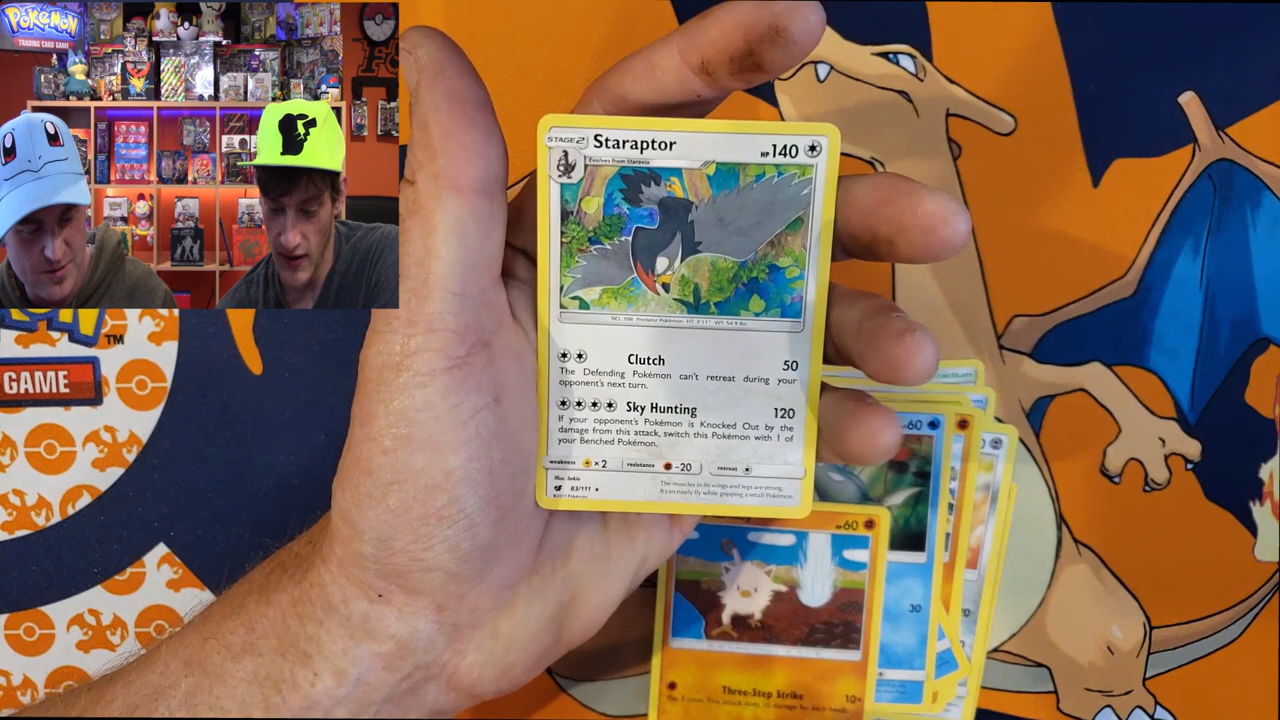 Pokémon
TRADING CARD GAME
TM
GAME
STAGE 2
Staraptor
HP 140
Evolves from Staravia
NO. 398 Predator Pokémon HT: 3'11" WT: 54.9 lbs.
Clutch 50
The Defending Pokémon can't retreat during your
opponent's next turn.
Sky Hunting 120
If your opponent's Pokémon is Knocked Out by the
damage from this attack, switch this Pokémon with 1 of
your Benched Pokémon.
weakness ×2 resistance -20 retreat
Illus. Sekio
83/111 ★
The muscles in its wings and legs are strong.
It can easily fly while gripping a small Pokémon.
60
30
HP 60
Three-Step Strike 10+